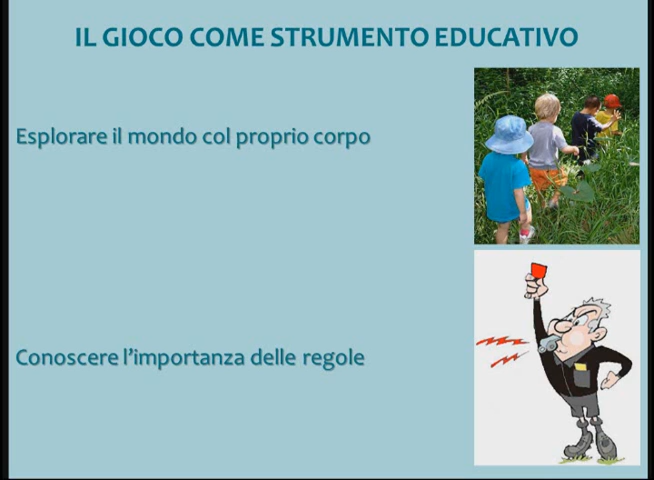 IL GIOCO COME STRUMENTO EDUCATIVO
Esplorare il mondo col proprio corpo
Conoscere l'importanza delle regole